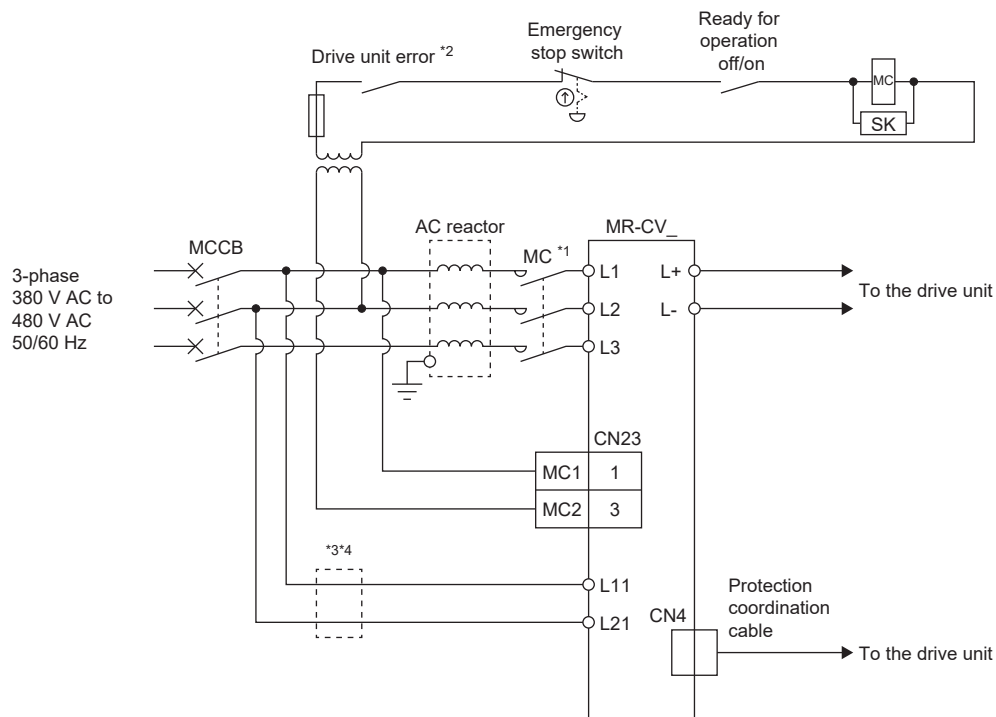 Drive unit error *2
Emergency
stop switch
Ready for
operation
off/on
MC
SK
MCCB
AC reactor
MC *1
MR-CV_
3-phase
380 V AC to
480 V AC
50/60 Hz
L1
L+
L2
L-
L3
To the drive unit
CN23
MC1
1
MC2
3
*3*4
L11
L21
CN4
Protection
coordination
cable
To the drive unit